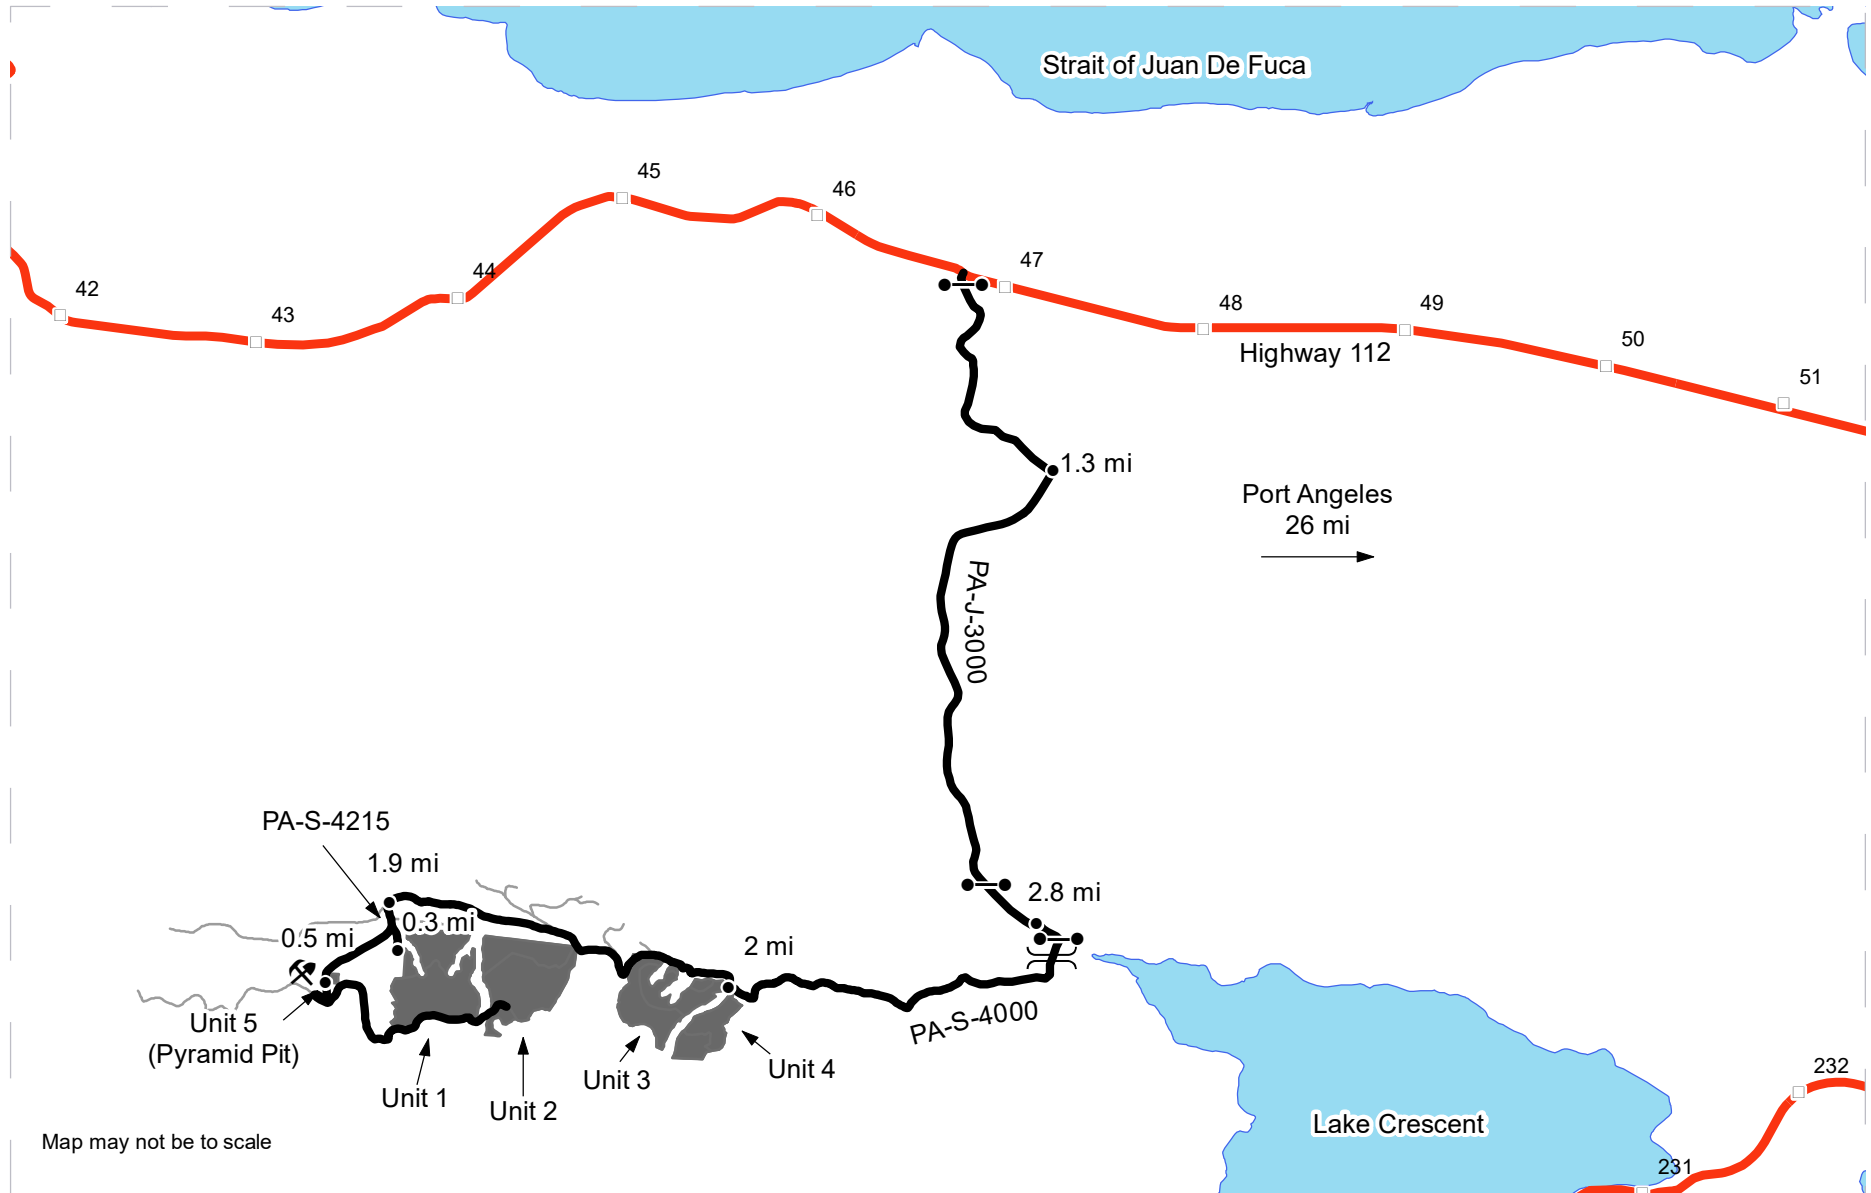 Strait of Juan De Fuca
45
46
47
44
42
43
48
49
50
51
Highway 112
1.3 mi
Port Angeles
26 mi
PA-J-3000
PA-S-4215
1.9 mi
2.8 mi
0.3 mi
0.5 mi
2 mi
PA-S-4000
Unit 5
(Pyramid Pit)
Unit 1
Unit 2
Unit 3
Unit 4
232
Lake Crescent
Map may not be to scale
231